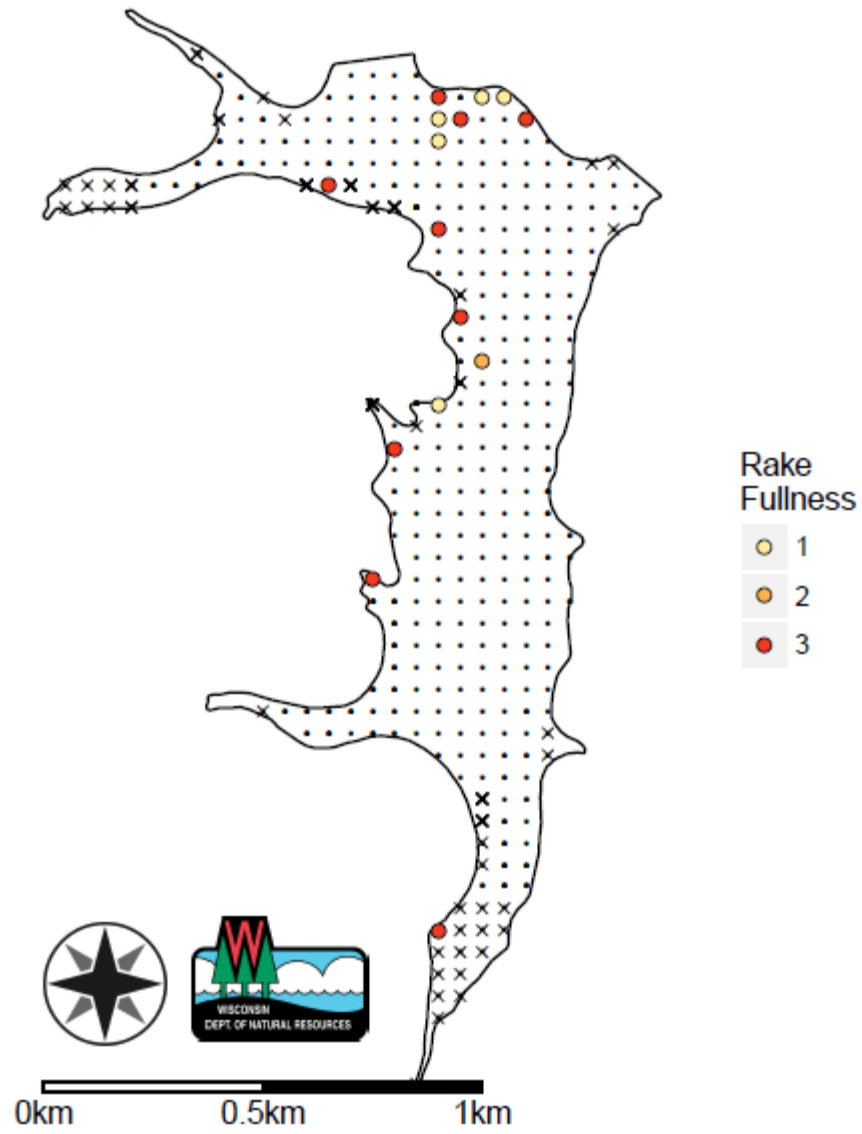 Rake
Fullness
1
2
3
W
WISCONSIN
DEPT. OF NATURAL RESOURCES
0km 0.5km 1km